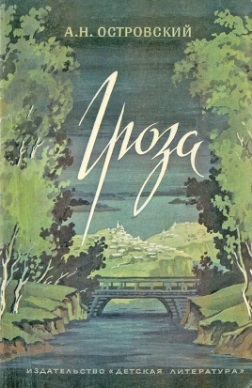 А.Н. ОСТРОВСКИЙ
Гроза
ИЗДАТЕЛЬСТВО «ДЕТСКАЯ ЛИТЕРАТУРА»